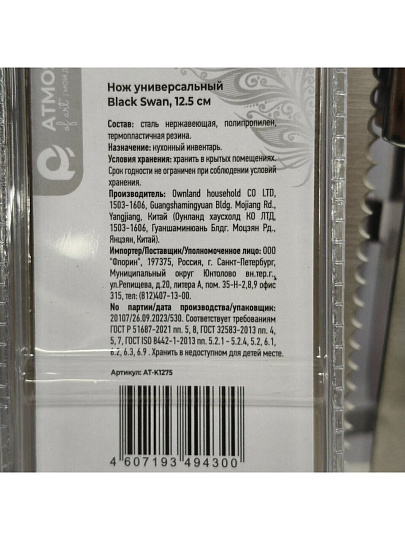 ATMOS
of art
Нож универсальный
Black Swan, 12.5 см
Состав: сталь нержавеющая, полипропилен,
термопластичная резина.
Назначение: кухонный инвентарь.
Условия хранения: хранить в крытых помещениях.
Срок годности не ограничен при соблюдении условий
хранения.
Производитель: Ownland household CO LTD,
1503-1606, Guangshamingyuan Bldg. Mojiang Rd.,
Yangjiang, Китай (Оунланд хаусхолд КО ЛТД,
1503-1606, Гуаншаминюань Блдг. Моцзян Рд.,
Янцзян, Китай).
Импортер/Поставщик/Уполномоченное лицо: ООО
"Флорин", 197375, Россия, г. Санкт-Петербург,
Муниципальный округ Юнтолово вн.тер.г.,
ул.Репищева, д.20, литера А, пом. 35-Н-2,8,9 офис
315, тел: (812)407-13-00.
No партии/дата производства/упаковщик:
20107/26.09.2023/530. Соответствует требованиям
ГОСТ Р 51687-2021 пп. 5, 8, ГОСТ 32583-2013 пп. 4,
5, 7, ГОСТ ISO 8442-1-2013 пп. 5.2.1 - 5.2.4, 5.2, 6.1,
6.2, 6.3, 6.9 . Хранить в недоступном для детей месте.
Артикул: AT-K1275
4 607193 494300